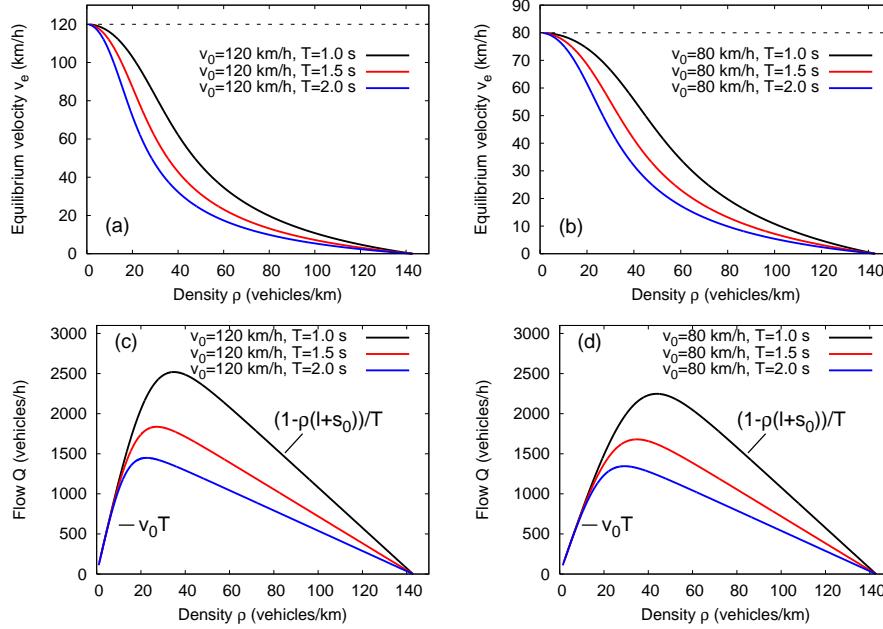 Equilibrium velocity v_e (km/h)
120
100
80
60
40
20
0
v_0=120 km/h, T=1.0 s
v_0=120 km/h, T=1.5 s
v_0=120 km/h, T=2.0 s
(a)
0 20 40 60 80 100 120 140
Density ρ (vehicles/km)
Equilibrium velocity v_e (km/h)
90
80
70
60
50
40
30
20
10
0
v_0=80 km/h, T=1.0 s
v_0=80 km/h, T=1.5 s
v_0=80 km/h, T=2.0 s
(b)
0 20 40 60 80 100 120 140
Density ρ (vehicles/km)
Flow Q (vehicles/h)
3000
2500
2000
1500
1000
500
0
(c)
v_0=120 km/h, T=1.0 s
v_0=120 km/h, T=1.5 s
v_0=120 km/h, T=2.0 s
(1-ρ(l+s_0))/T
v_0T
0 20 40 60 80 100 120 140
Density ρ (vehicles/km)
Flow Q (vehicles/h)
3000
2500
2000
1500
1000
500
0
(d)
v_0=80 km/h, T=1.0 s
v_0=80 km/h, T=1.5 s
v_0=80 km/h, T=2.0 s
(1-ρ(l+s_0))/T
v_0T
0 20 40 60 80 100 120 140
Density ρ (vehicles/km)